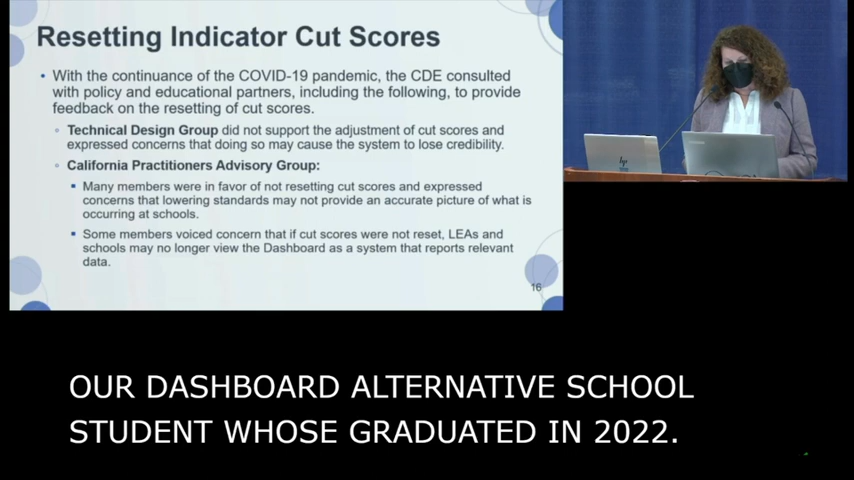 Resetting Indicator Cut Scores
• With the continuance of the COVID-19 pandemic, the CDE consulted
with policy and educational partners, including the following, to provide
feedback on the resetting of cut scores.
Technical Design Group did not support the adjustment of cut scores and
expressed concerns that doing so may cause the system to lose credibility.
California Practitioners Advisory Group:
▪ Many members were in favor of not resetting cut scores and expressed
concerns that lowering standards may not provide an accurate picture of what is
occurring at schools.
▪ Some members voiced concern that if cut scores were not reset, LEAs and
schools may no longer view the Dashboard as a system that reports relevant
data.
16
hp
OUR DASHBOARD ALTERNATIVE SCHOOL
STUDENT WHOSE GRADUATED IN 2022.